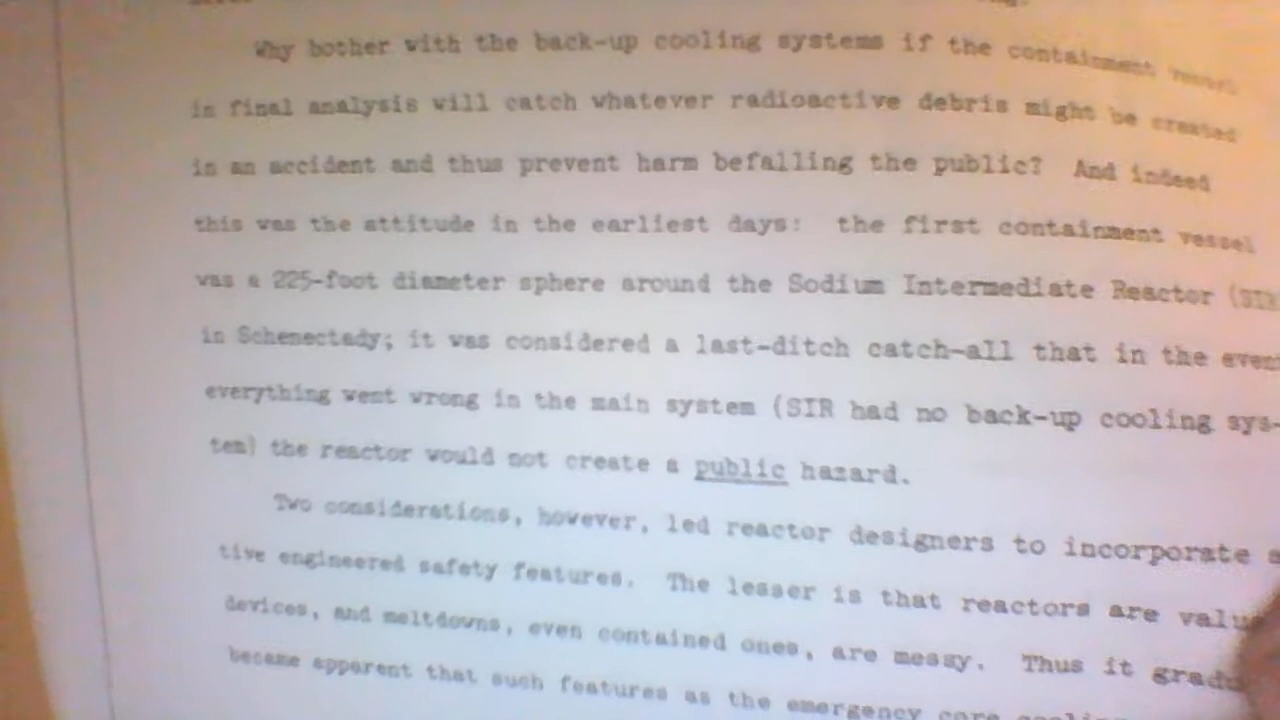 Why bother with the back-up cooling systems if the containment vessel
in final analysis will catch whatever radioactive debris might be created
in an accident and thus prevent harm befalling the public? And indeed
this was the attitude in the earliest days: the first containment vessel
was a 225-foot diameter sphere around the Sodium Intermediate Reactor (SIR
in Schenectady; it was considered a last-ditch catch-all that in the event
everything went wrong in the main system (SIR had no back-up cooling sys-
tem) the reactor would not create a public hazard.
Two considerations, however, led reactor designers to incorporate
tive engineered safety features. The lesser is that reactors are
devices, and meltdowns, even contained ones, are messy. Thus it
became apparent that such features as the emergency core